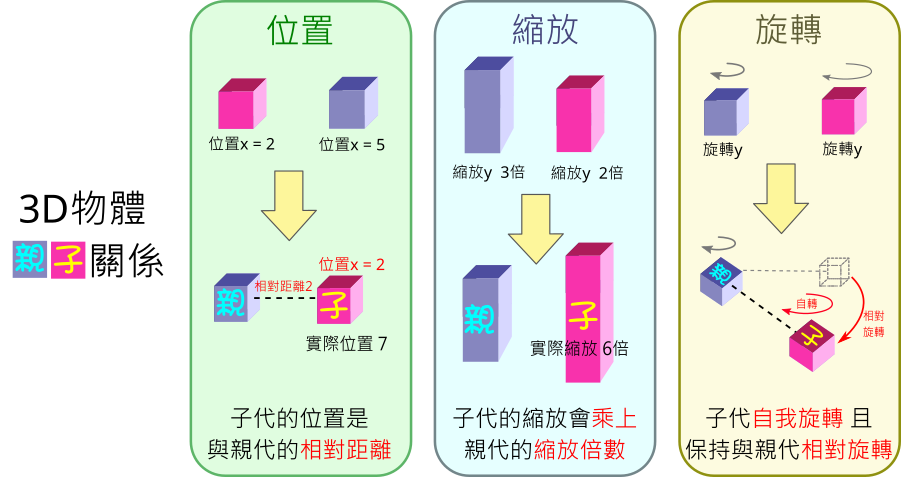 3D物體
親子關係
位置
位置x = 2
位置x = 5
位置x = 2
相對距離2
親
子
實際位置 7
子代的位置是
與親代的相對距離
縮放
縮放y 3倍
縮放y 2倍
親
子
實際縮放 6倍
子代的縮放會乘上
親代的縮放倍數
旋轉
旋轉y
旋轉y
親
自轉
子
相對
旋轉
子代自我旋轉 且
保持與親代相對旋轉